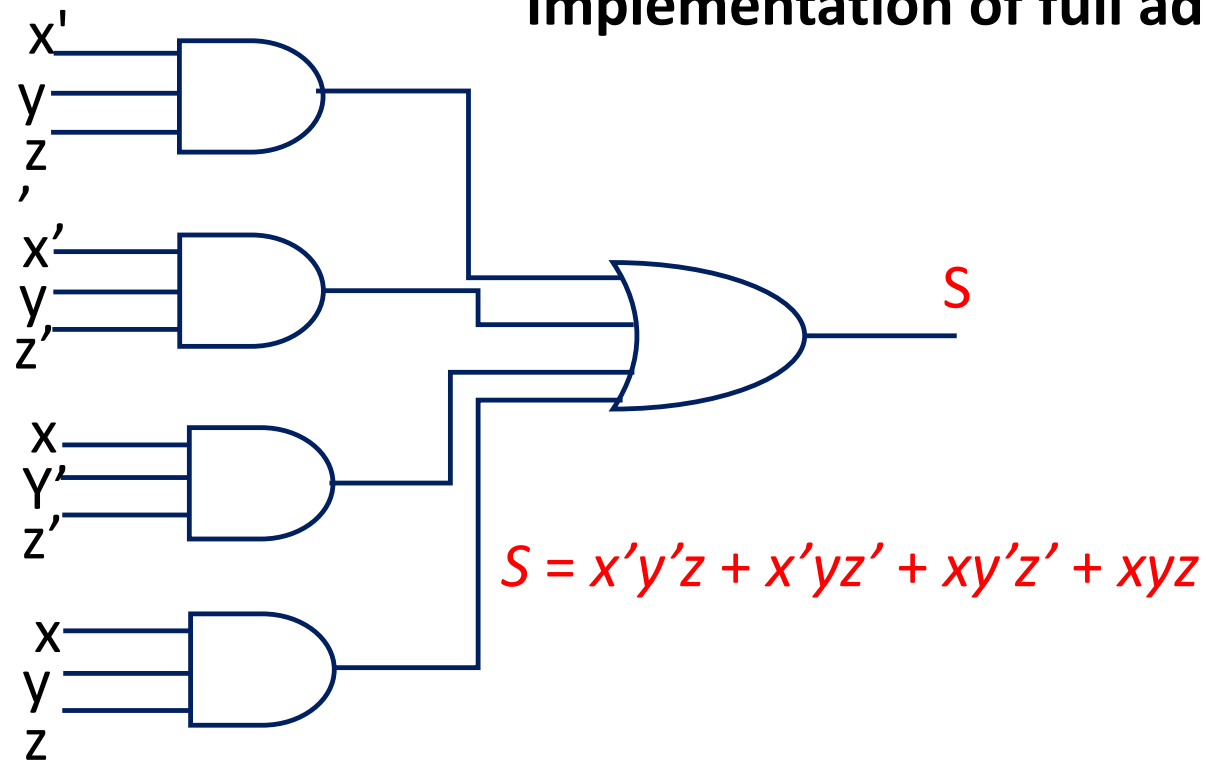 Implementation of full ad
x'
y
z
’
x’
y
z’
S
x
Y’
z’
S = x’y’z + x’yz’ + xy’z’ + xyz
x
y
z